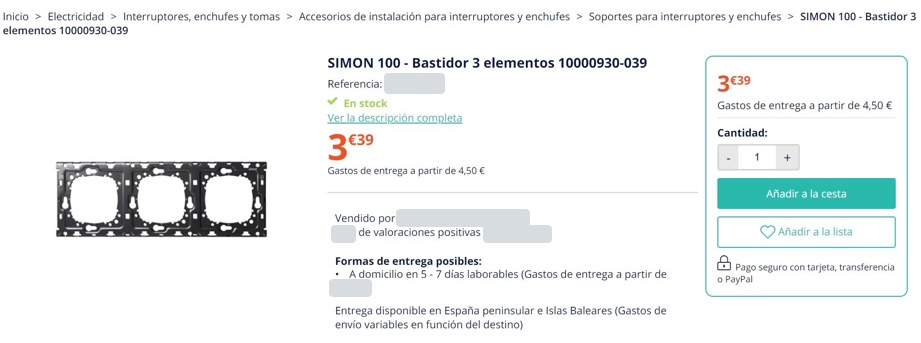 Inicio > Electricidad > Interruptores, enchufes y tomas > Accesorios de instalación para interruptores y enchufes > Soportes para interruptores y enchufes > SIMON 100 - Bastidor 3
elementos 10000930-039
SIMON 100 - Bastidor 3 elementos 10000930-039
Referencia:
En stock
Ver la descripción completa
3€39
Gastos de entrega a partir de 4,50 €
Vendido por
de valoraciones positivas
Formas de entrega posibles:
• A domicilio en 5 - 7 días laborables (Gastos de entrega a partir de
Entrega disponible en España peninsular e Islas Baleares (Gastos de
envío variables en función del destino)
3€39
Gastos de entrega a partir de 4,50 €
Cantidad:
- 1 +
Añadir a la cesta
Añadir a la lista
Pago seguro con tarjeta, transferencia
o PayPal